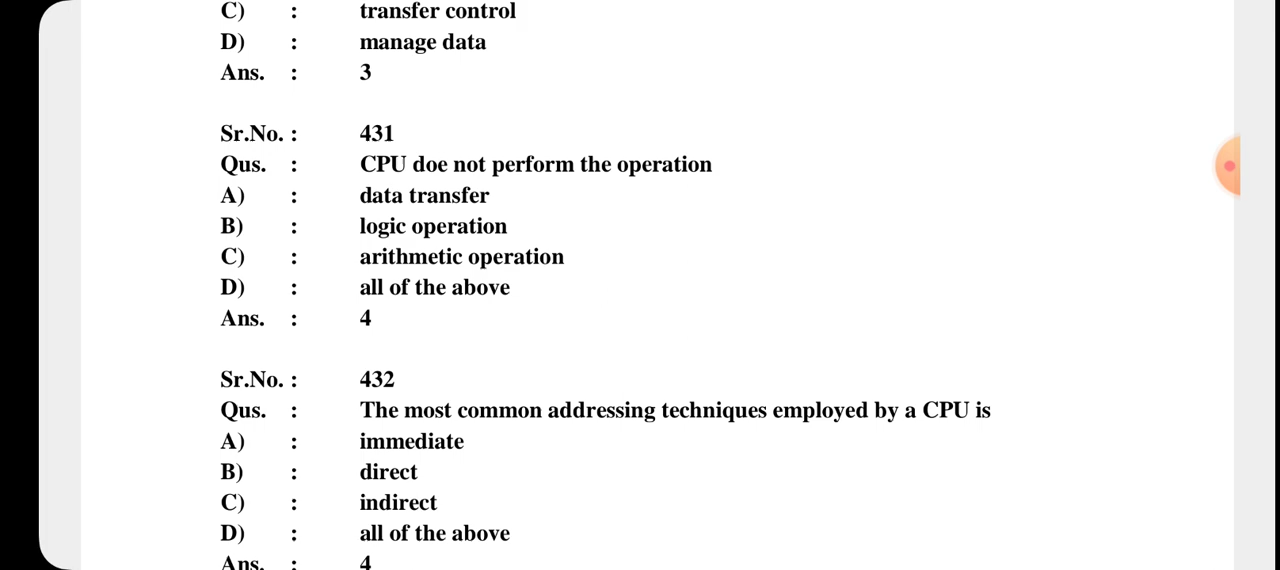 C) : transfer control
D) : manage data
Ans. : 3
Sr.No. : 431
Qus. : CPU doe not perform the operation
A) : data transfer
B) : logic operation
C) : arithmetic operation
D) : all of the above
Ans. : 4
Sr.No. : 432
Qus. : The most common addressing techniques employed by a CPU is
A) : immediate
B) : direct
C) : indirect
D) : all of the above
Ans. : 4